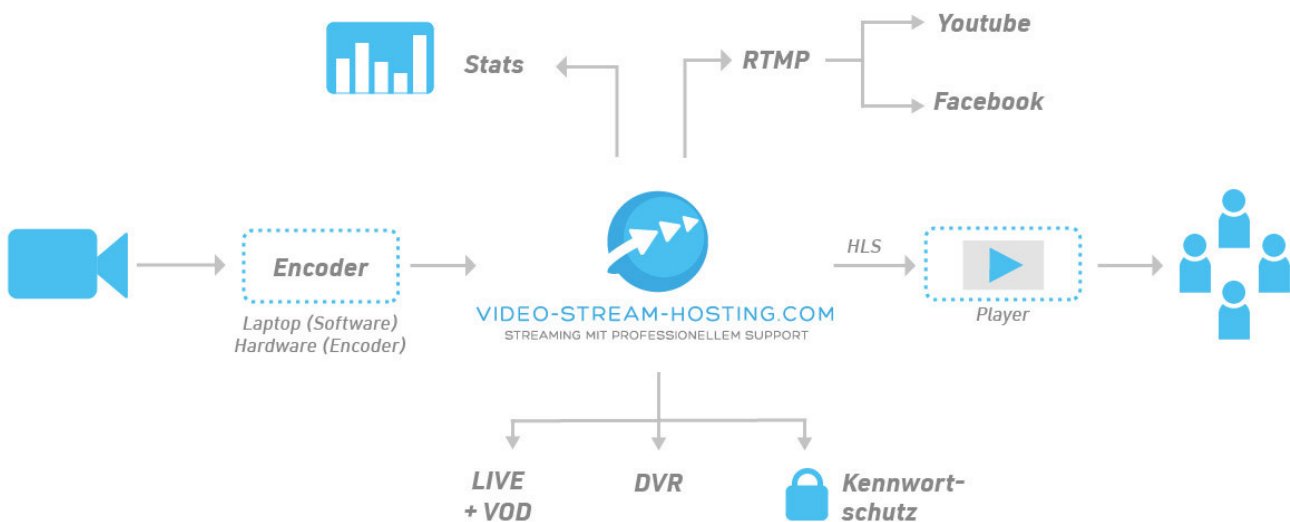 Stats
RTMP
Youtube
Facebook
Encoder
Laptop (Software)
Hardware (Encoder)
VIDEO-STREAM-HOSTING.COM
STREAMING MIT PROFESSIONELLEM SUPPORT
HLS
Player
LIVE
+ VOD
DVR
Kennwort-
schutz